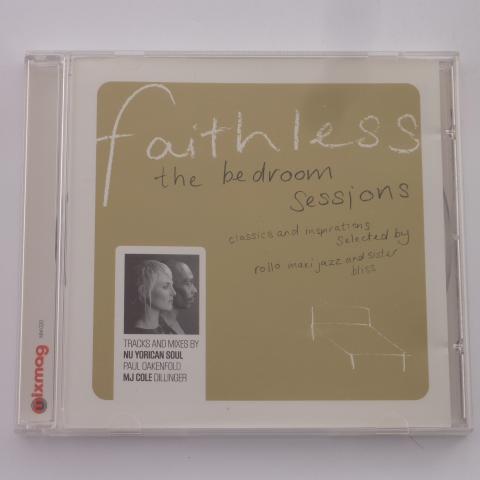 faithless
the bedroom
sessions
classics and inspirations
selected by
rollo maxi jazz and sister
bliss
TRACKS AND MIXES BY
NU YORICAN SOUL
PAUL OAKENFOLD
MJ COLE DILLINGER
mixmag